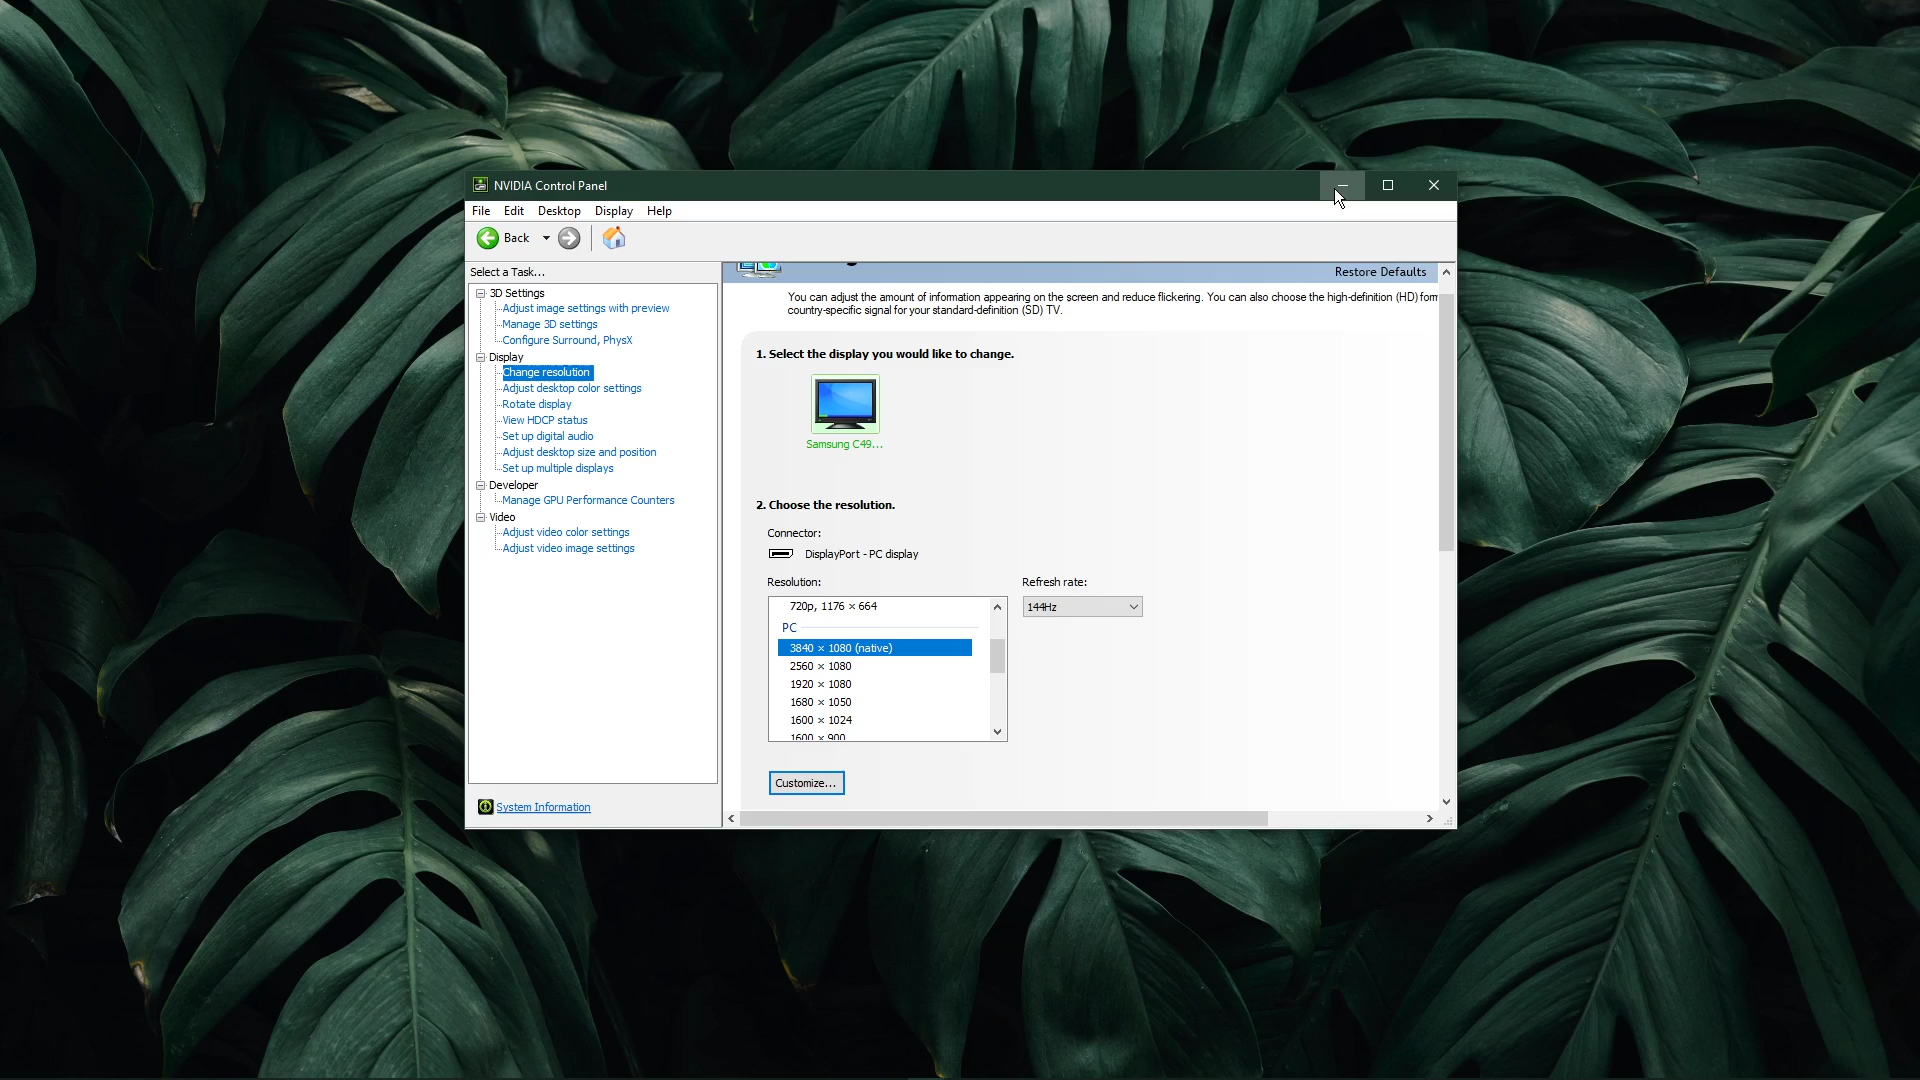 NVIDIA Control Panel
File Edit Desktop Display Help
Back
Select a Task...
3D Settings
Adjust image settings with preview
Manage 3D settings
Configure Surround, PhysX
Display
Change resolution
Adjust desktop color settings
Rotate display
View HDCP status
Set up digital audio
Adjust desktop size and position
Set up multiple displays
Developer
Manage GPU Performance Counters
Video
Adjust video color settings
Adjust video image settings
System Information
Restore Defaults
You can adjust the amount of information appearing on the screen and reduce flickering. You can also choose the high-definition (HD) form
country-specific signal for your standard-definition (SD) TV.
1. Select the display you would like to change.
Samsung C49...
2. Choose the resolution.
Connector:
DisplayPort - PC display
Resolution:
720p, 1176 × 664
PC
3840 × 1080 (native)
2560 × 1080
1920 × 1080
1680 × 1050
1600 × 1024
1600 × 900
Refresh rate:
144Hz
Customize...